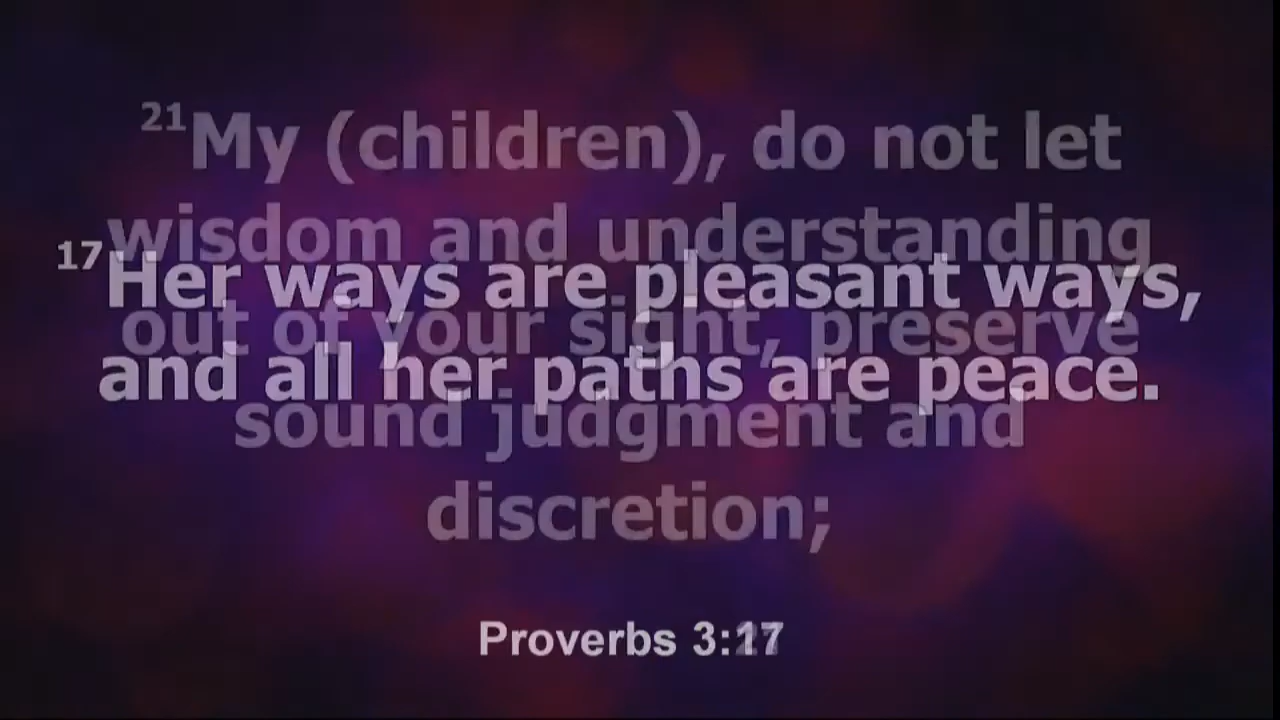 21My (children), do not let
wisdom and understanding
out of your sight, preserve
sound judgment and
discretion;
17Her ways are pleasant ways,
and all her paths are peace.
Proverbs 3:17